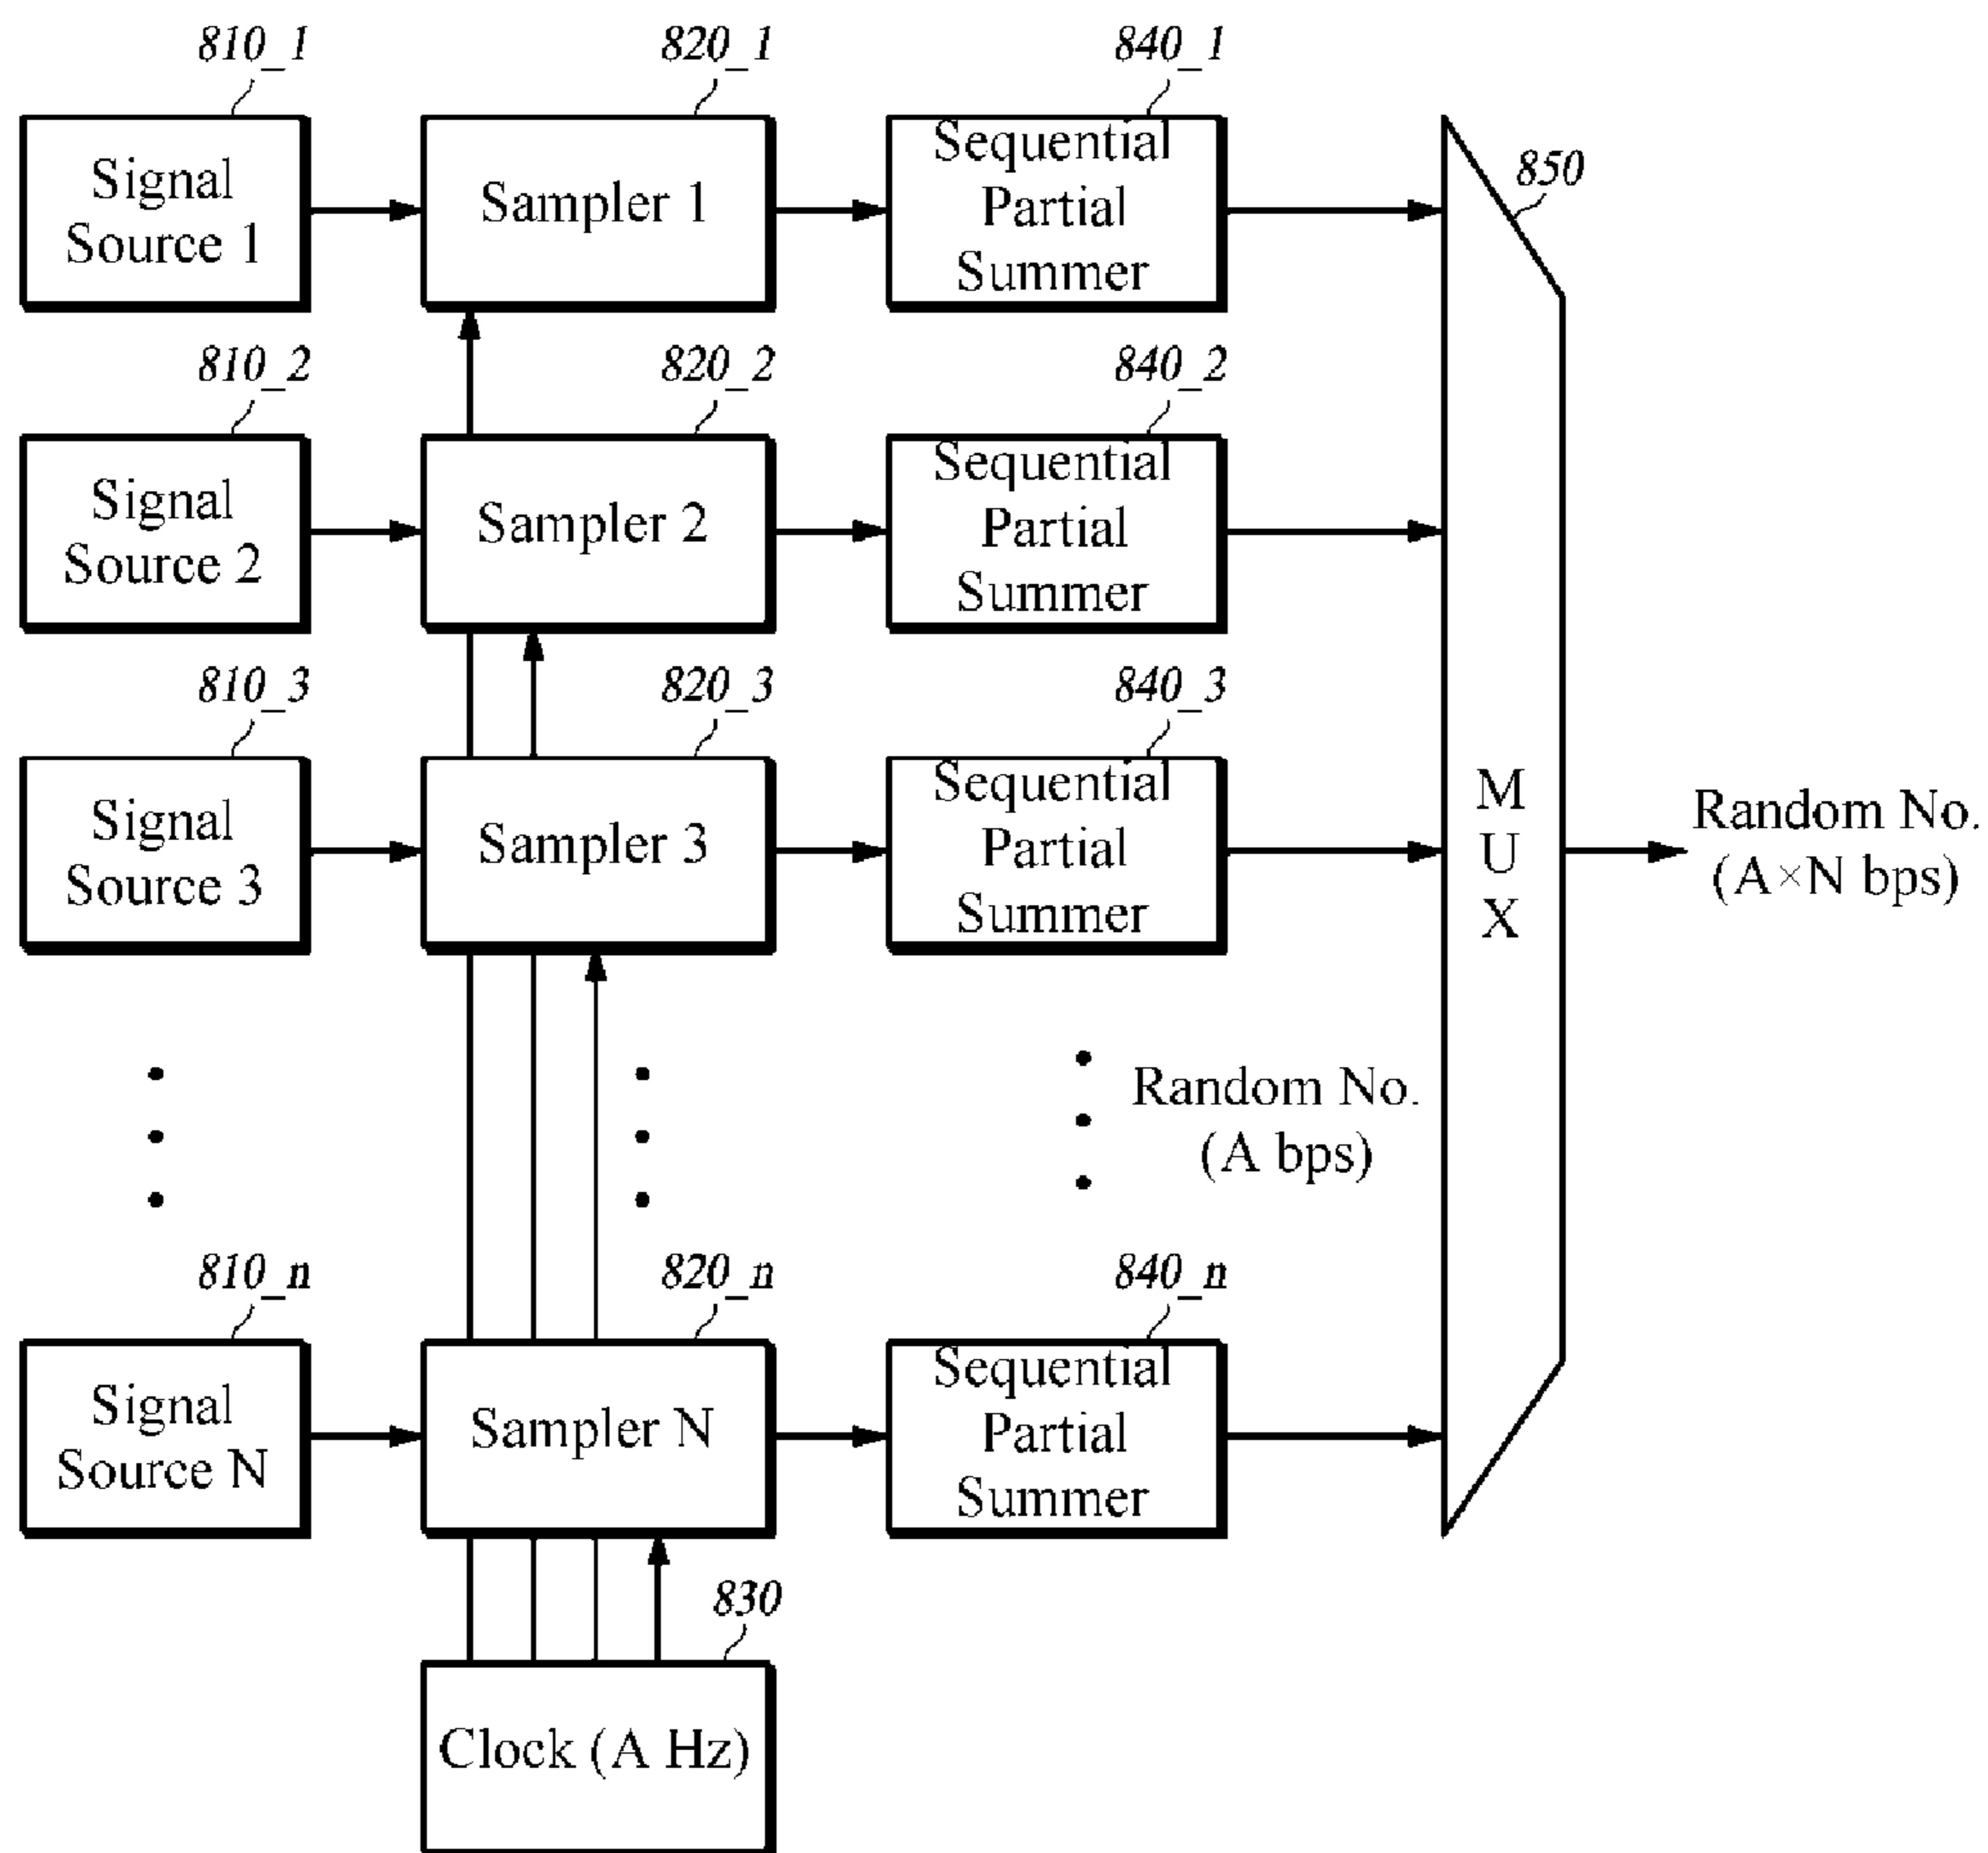 810_1
820_1
840_1
Signal
Source 1
Sampler 1
Sequential
Partial
Summer
850
810_2
820_2
840_2
Signal
Source 2
Sampler 2
Sequential
Partial
Summer
810_3
820_3
840_3
Signal
Source 3
Sampler 3
Sequential
Partial
Summer
M
U
X
Random No.
(A×N bps)
Random No.
(A bps)
810_n
820_n
840_n
Signal
Source N
Sampler N
Sequential
Partial
Summer
830
Clock (A Hz)